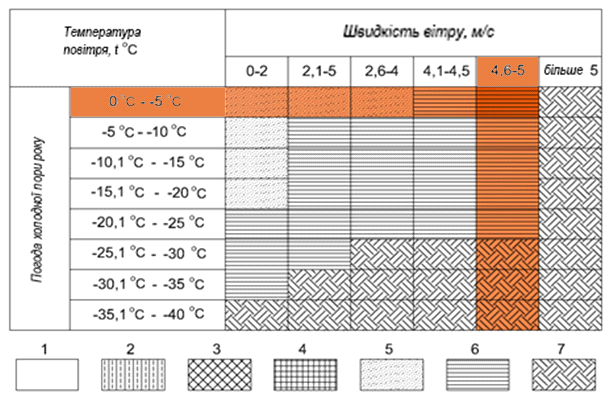 Температура
повітря, t °C
Швидкість вітру, м/с
0-2 2,1-5 2,6-4 4,1-4,5 4,6-5 більше 5
Погода холодної пори року
0 °C - -5 °C
-5 °C - -10 °C
-10,1 °C - -15 °C
-15,1 °C - -20 °C
-20,1 °C - -25 °C
-25,1 °C - -30 °C
-30,1 °C - -35 °C
-35,1 °C - -40 °C
1 2 3 4 5 6 7